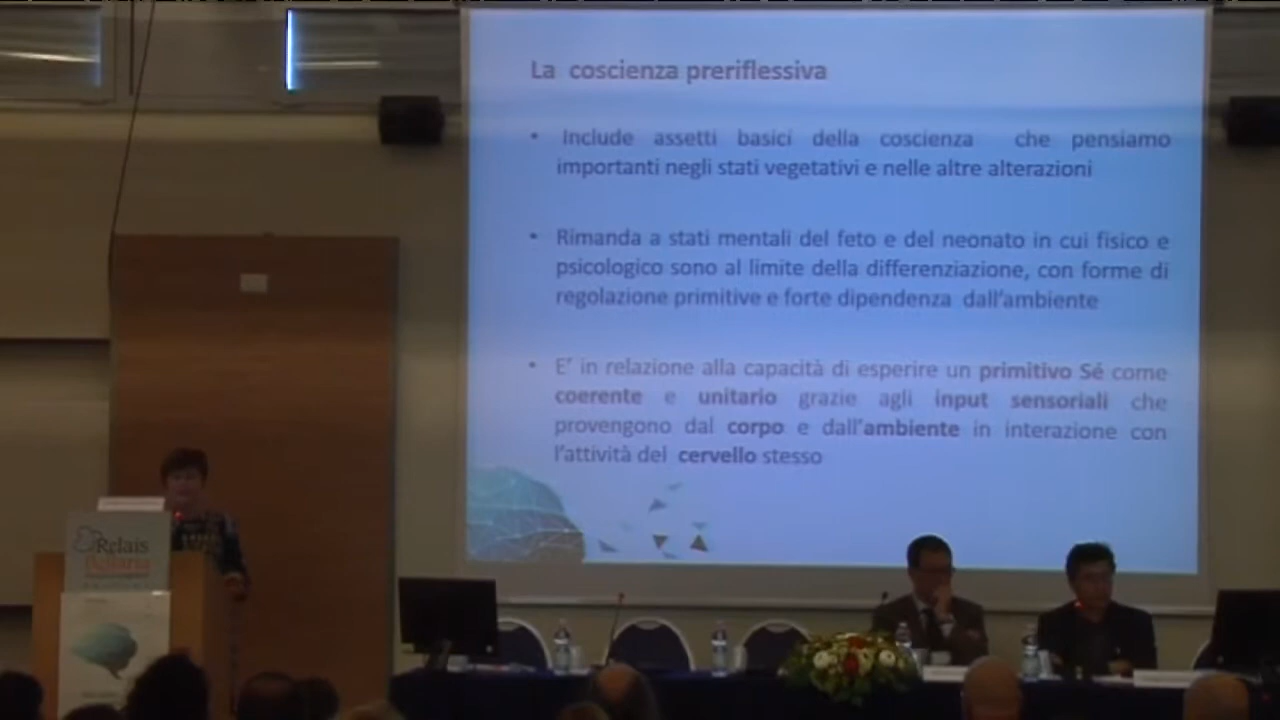 La coscienza preriflessiva
• Include assetti basici della coscienza che pensiamo
importanti negli stati vegetativi e nelle altre alterazioni
• Rimanda a stati mentali del feto e del neonato in cui fisico e
psicologico sono al limite della differenziazione, con forme di
regolazione primitive e forte dipendenza dall'ambiente
• E' in relazione alla capacità di esperire un primitivo Sé come
coerente e unitario grazie agli input sensoriali che
provengono dal corpo e dall'ambiente in interazione con
l'attività del cervello stesso
Relais
Bellaria